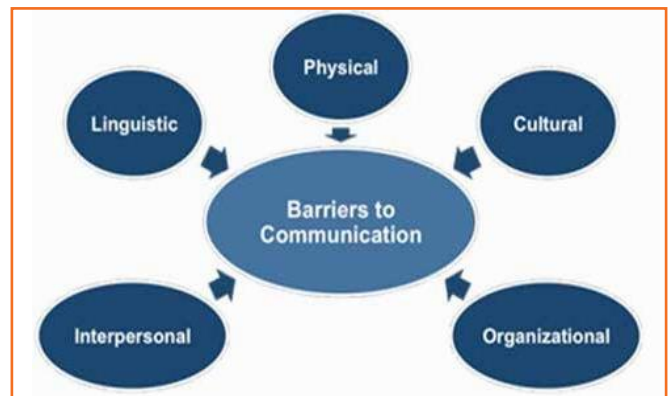 Physical
Linguistic
Cultural
Barriers to
Communication
Interpersonal
Organizational